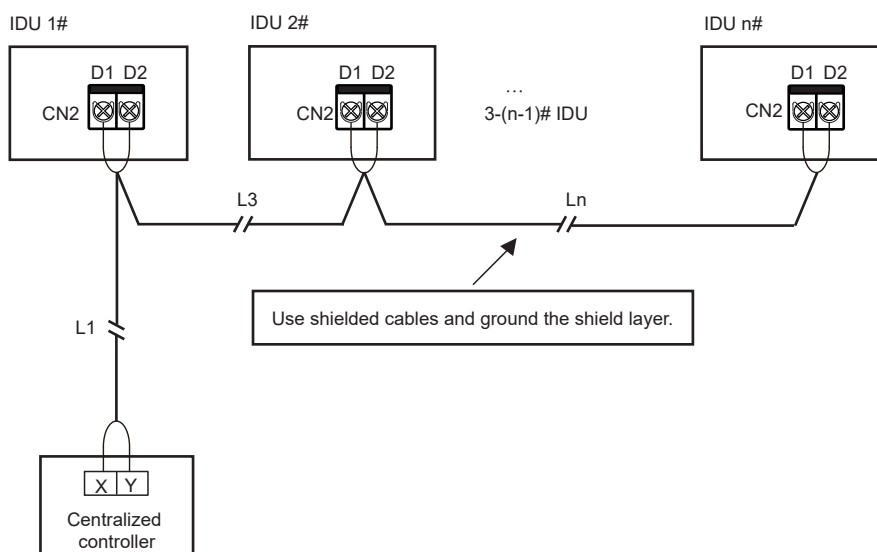 IDU 1#
IDU 2#
IDU n#
D1 D2
D1 D2
D1 D2
CN2
CN2
CN2
...
3-(n-1)# IDU
L3
Ln
L1
Use shielded cables and ground the shield layer.
X Y
Centralized
controller